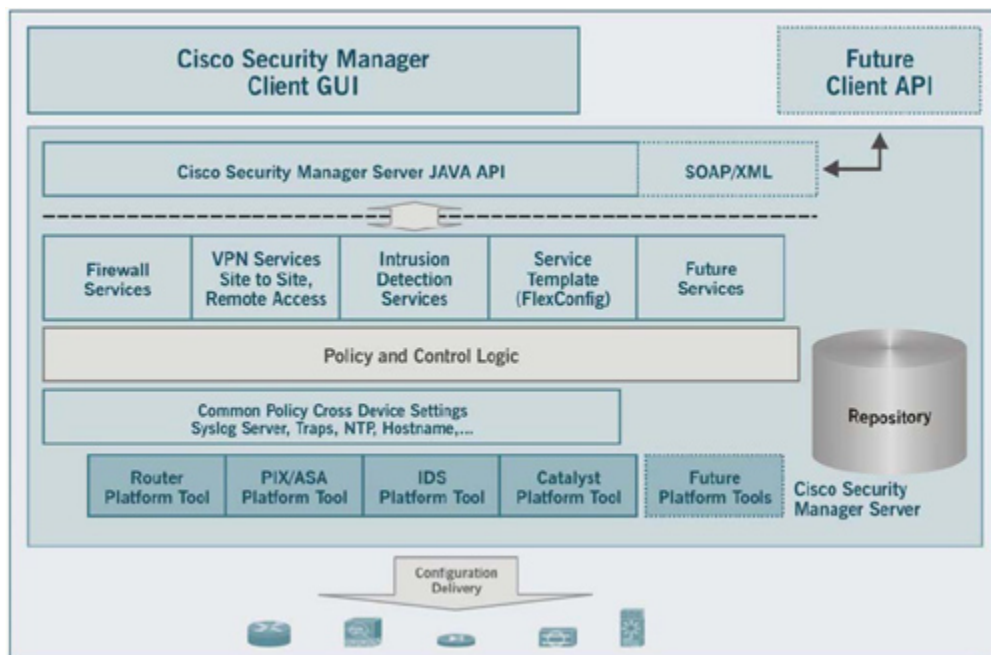 Cisco Security Manager
Client GUI
Future
Client API
Cisco Security Manager Server JAVA API
SOAP/XML
Firewall
Services
VPN Services
Site to Site,
Remote Access
Intrusion
Detection
Services
Service
Template
(FlexConfig)
Future
Services
Policy and Control Logic
Repository
Common Policy Cross Device Settings
Syslog Server, Traps, NTP, Hostname,...
Router
Platform Tool
PIX/ASA
Platform Tool
IDS
Platform Tool
Catalyst
Platform Tool
Future
Platform Tools
Cisco Security
Manager Server
Configuration
Delivery